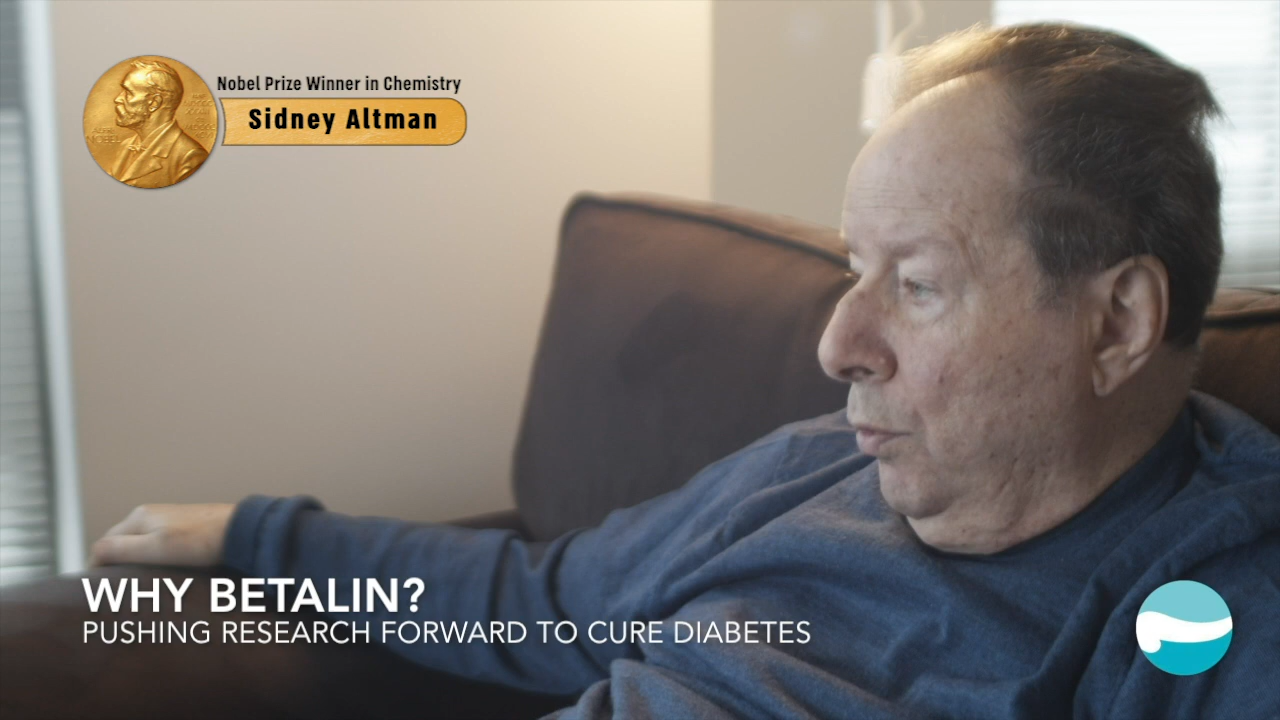 Nobel Prize Winner in Chemistry
Sidney Altman
WHY BETALIN?
PUSHING RESEARCH FORWARD TO CURE DIABETES